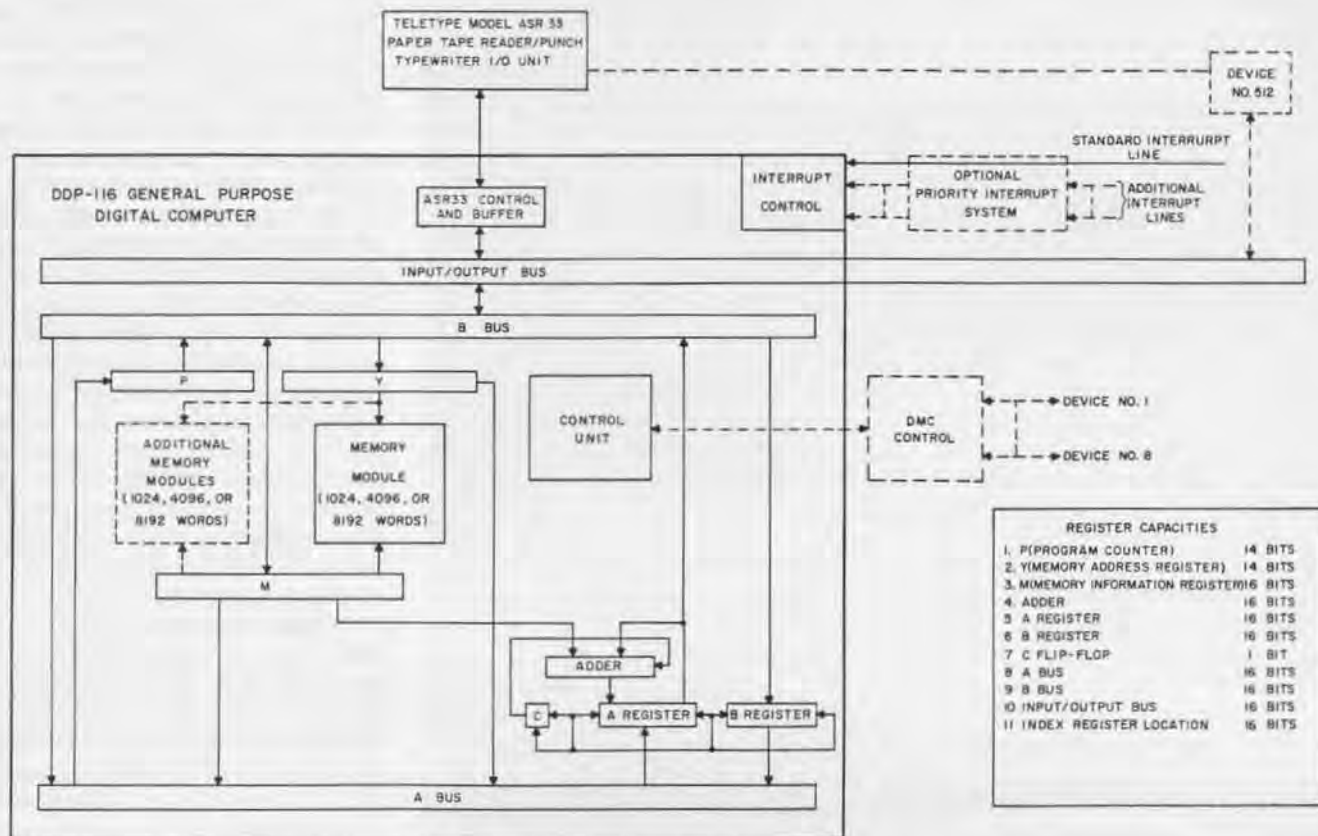 TELETYPE MODEL ASR 33
PAPER TAPE READER/PUNCH
TYPEWRITER I/O UNIT
DEVICE
NO. 512
STANDARD INTERRURPT
LINE
DDP-116 GENERAL PURPOSE
DIGITAL COMPUTER
ASR33 CONTROL
AND BUFFER
INTERRUPT
CONTROL
OPTIONAL
PRIORITY INTERRUPT
SYSTEM
ADDITIONAL
INTERRUPT
LINES
INPUT/OUTPUT BUS
B BUS
P
Y
ADDITIONAL
MEMORY
MODULES
(1024, 4096, OR
8192 WORDS)
MEMORY
MODULE
(1024, 4096, OR
8192 WORDS)
CONTROL
UNIT
DMC
CONTROL
DEVICE NO. 1
DEVICE NO. 8
M
ADDER
C
A REGISTER
B REGISTER
A BUS
REGISTER CAPACITIES
1. P(PROGRAM COUNTER) 14 BITS
2. Y(MEMORY ADDRESS REGISTER) 14 BITS
3. M(MEMORY INFORMATION REGISTER) 16 BITS
4. ADDER 16 BITS
5 A REGISTER 16 BITS
6 B REGISTER 16 BITS
7 C FLIP-FLOP 1 BIT
8 A BUS 16 BITS
9 B BUS 16 BITS
10 INPUT/OUTPUT BUS 16 BITS
11 INDEX REGISTER LOCATION 16 BITS